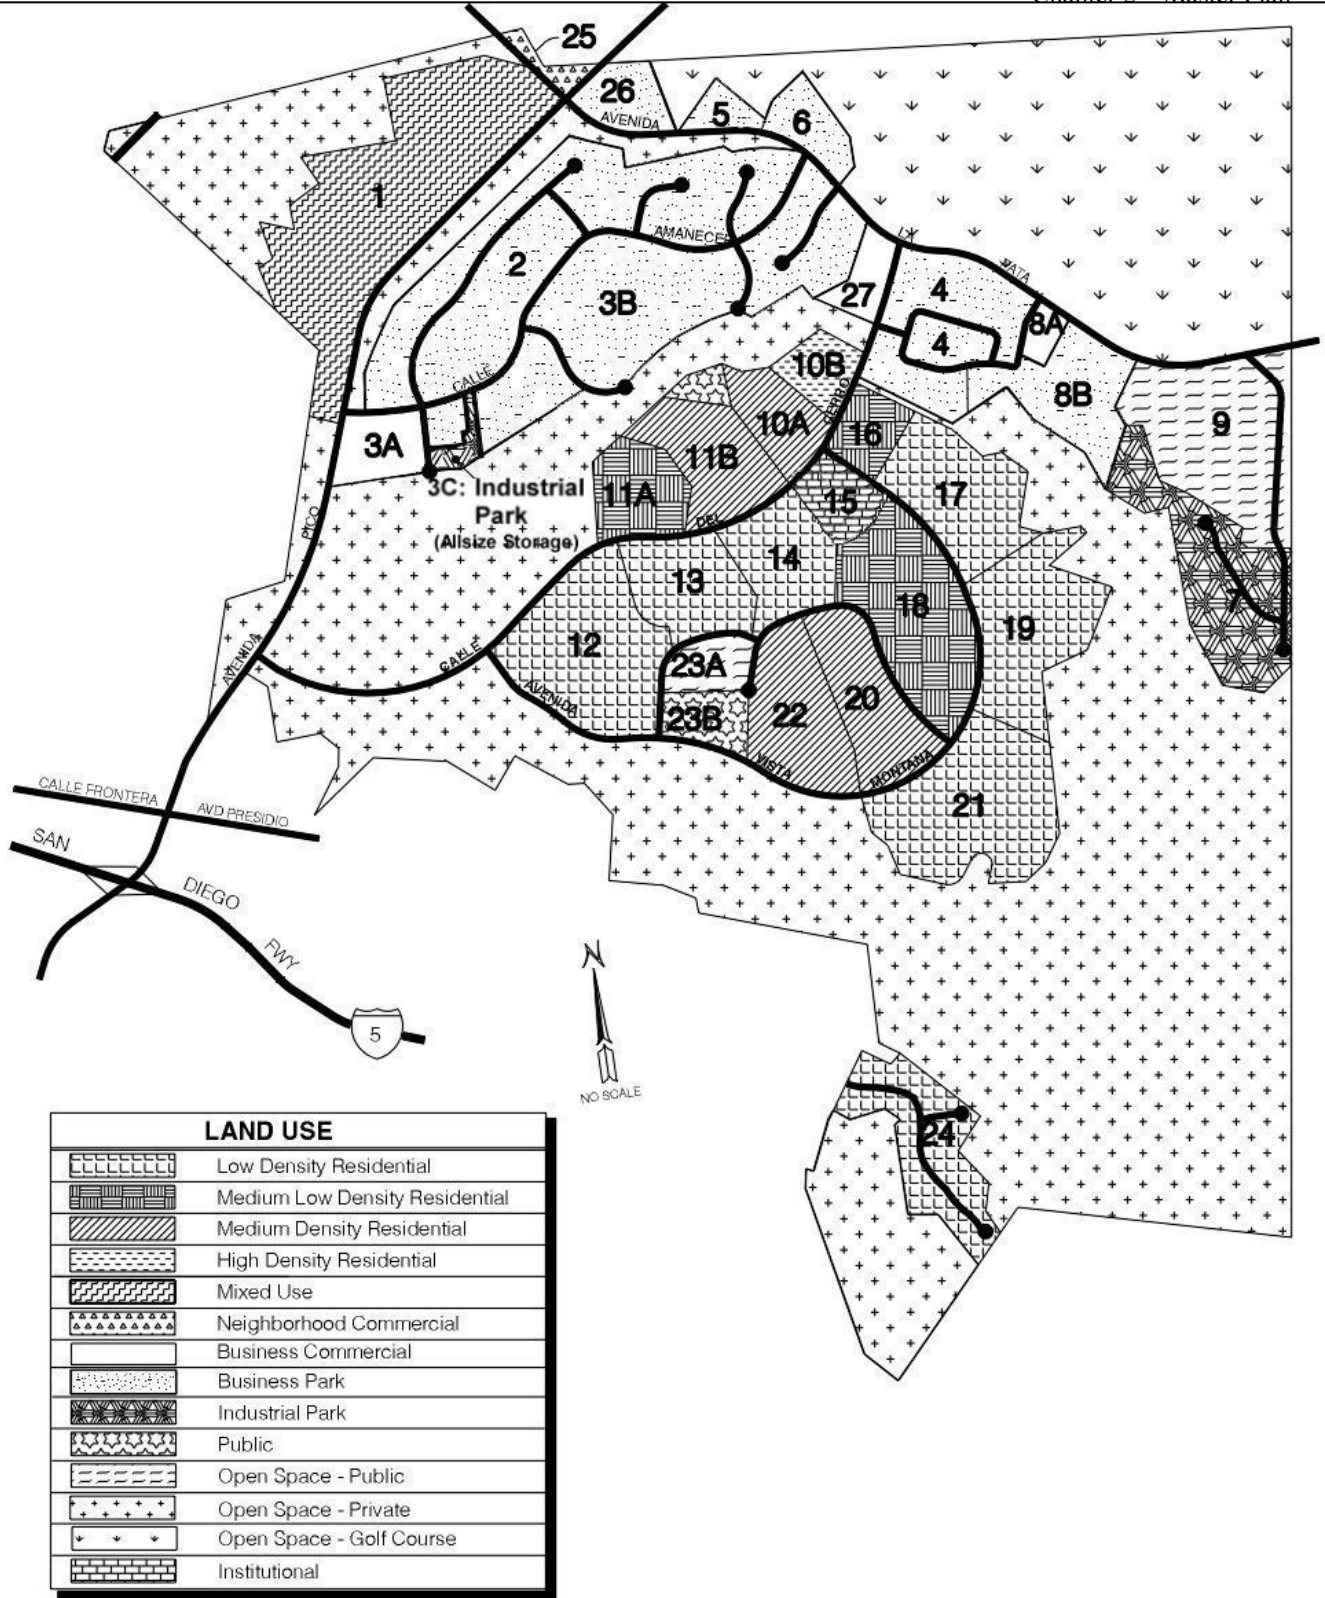 25
26
AVENIDA
5
6
1
2
AMANECER
3B
LA
PATA
27
4
4
8A
8B
9
10B
CERRO
CALLE
3A
10A
16
11B
11A
15
17
3C: Industrial
Park
(Allsize Storage)
DEL
PICO
14
13
18
7
19
12
AVENIDA
CALLE
23A
AVENIDA
23B
22
20
VISTA
MONTANA
21
CALLE FRONTERA
AVD PRESIDIO
SAN
DIEGO
FWY
5
N
NO SCALE
24
LAND USE
Low Density Residential
Medium Low Density Residential
Medium Density Residential
High Density Residential
Mixed Use
Neighborhood Commercial
Business Commercial
Business Park
Industrial Park
Public
Open Space - Public
Open Space - Private
Open Space - Golf Course
Institutional